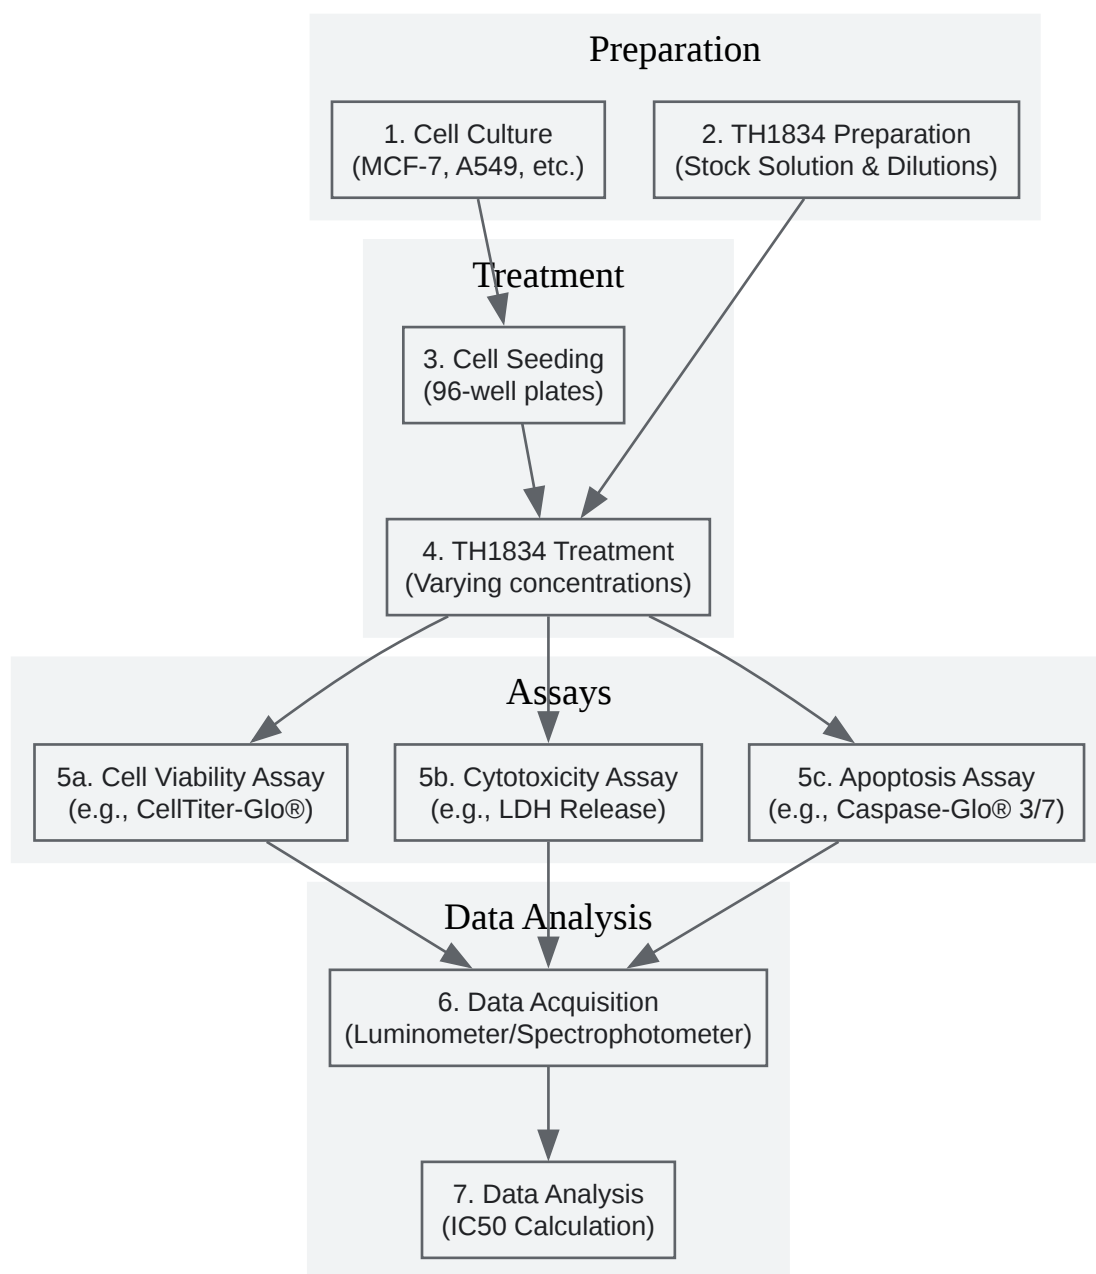 Preparation
1. Cell Culture
(MCF-7, A549, etc.)
2. TH1834 Preparation
(Stock Solution & Dilutions)
Treatment
3. Cell Seeding
(96-well plates)
4. TH1834 Treatment
(Varying concentrations)
Assays
5a. Cell Viability Assay
(e.g., CellTiter-Glo®)
5b. Cytotoxicity Assay
(e.g., LDH Release)
5c. Apoptosis Assay
(e.g., Caspase-Glo® 3/7)
Data Analysis
6. Data Acquisition
(Luminometer/Spectrophotometer)
7. Data Analysis
(IC50 Calculation)